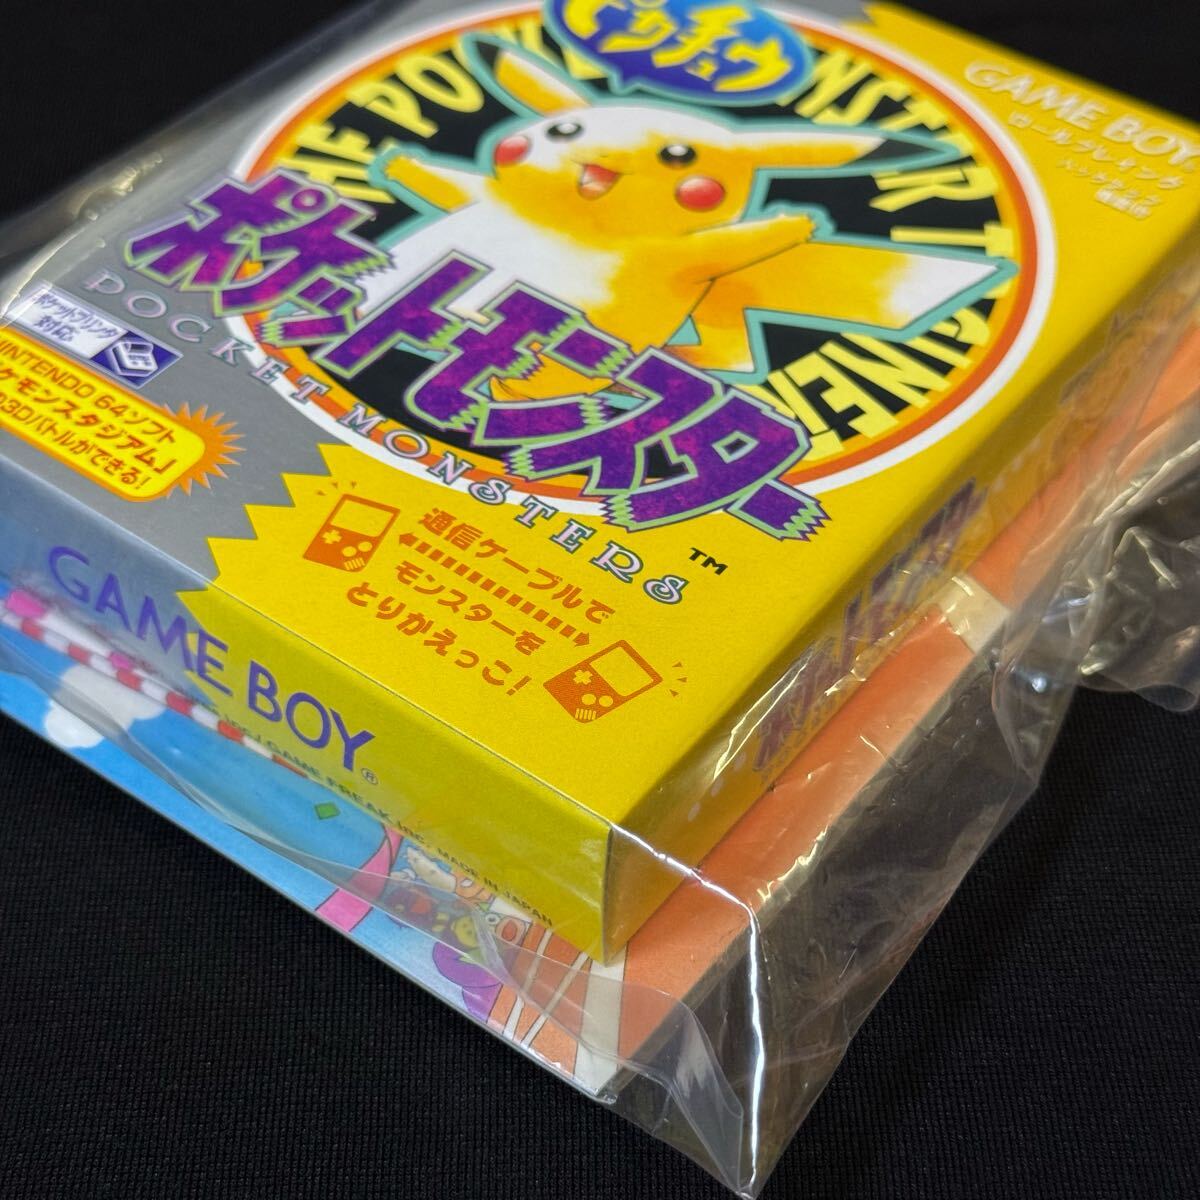 ピカチュウ
THE POCKET MONSTER
GAME BOY
ロールプレイング
ポケットモンスター
POCKET MONSTERS
TM
ポケットプリンタ
対応
NINTENDO 64ソフト
ポケモンスタジアム」
の3Dバトルができる!
通信ケーブルで
モンスターを
とりかえっこ!
GAME BOY®
GAME FREAK INC. MADE IN JAPAN